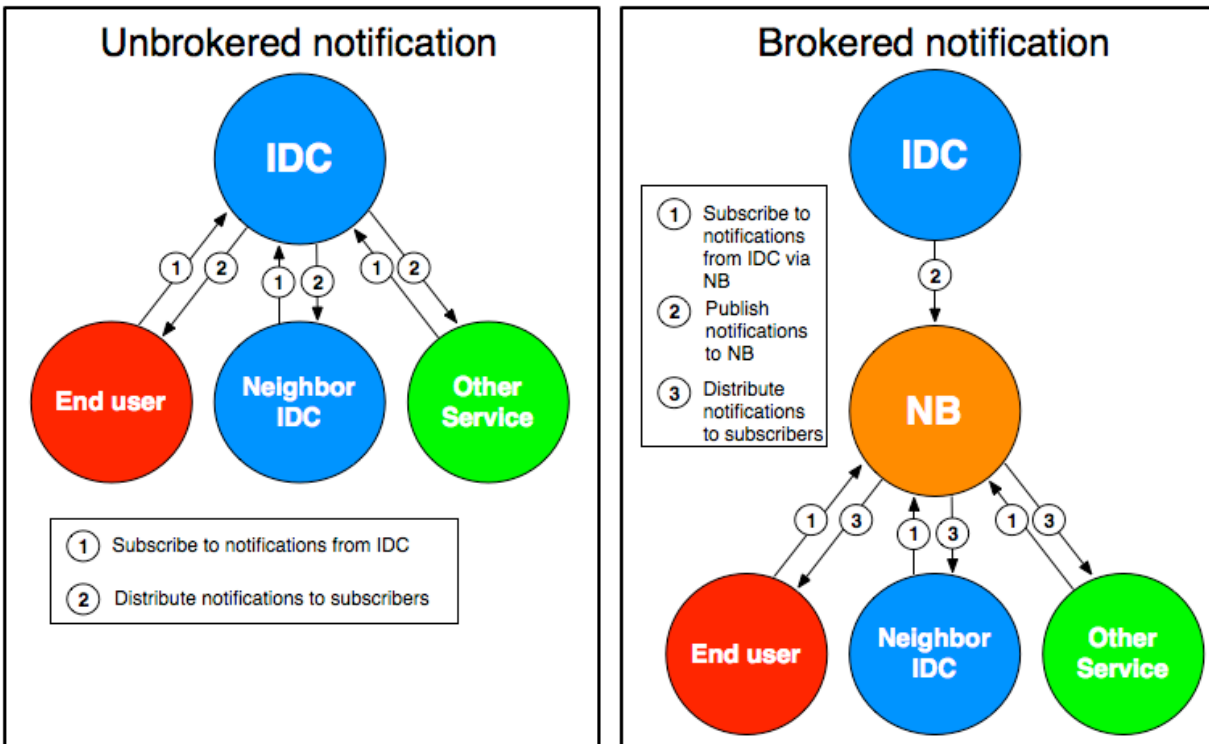 Unbrokered notification
IDC
1
2
1
2
1
2
End user
Neighbor
IDC
Other
Service
1 Subscribe to notifications from IDC
2 Distribute notifications to subscribers
Brokered notification
IDC
1 Subscribe to
notifications
from IDC via
NB
2 Publish
notifications
to NB
3 Distribute
notifications
to subscribers
2
NB
1
3
1
3
1
3
End user
Neighbor
IDC
Other
Service